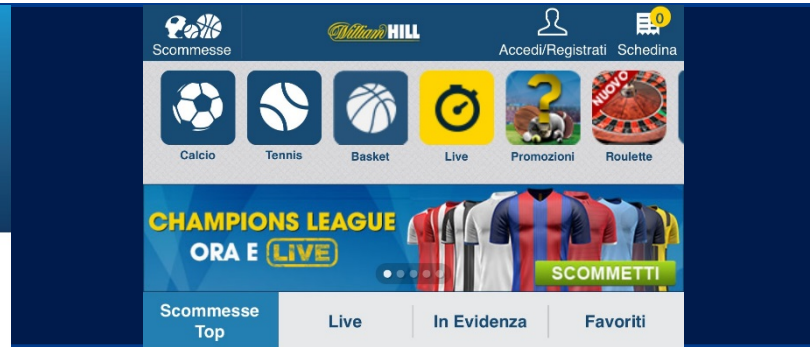 0
Scommesse
William HILL
Accedi/Registrati
Schedina
NUOVO
Calcio
Tennis
Basket
Live
Promozioni
Roulette
CHAMPIONS LEAGUE
ORA E LIVE
SCOMMETTI
Scommesse
Top
Live
In Evidenza
Favoriti